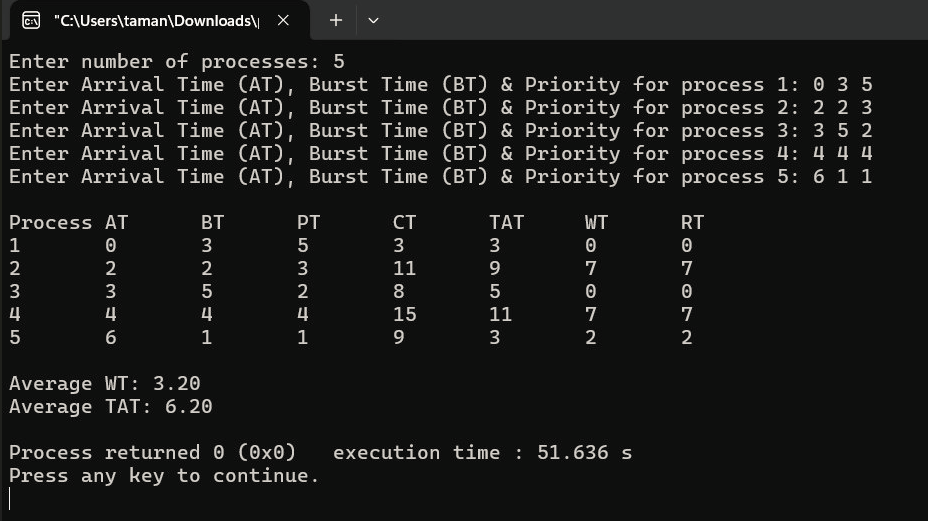 "C:\Users\taman\Downloads\
Enter number of processes: 5
Enter Arrival Time (AT), Burst Time (BT) & Priority for process 1: 0 3 5
Enter Arrival Time (AT), Burst Time (BT) & Priority for process 2: 2 2 3
Enter Arrival Time (AT), Burst Time (BT) & Priority for process 3: 3 5 2
Enter Arrival Time (AT), Burst Time (BT) & Priority for process 4: 4 4 4
Enter Arrival Time (AT), Burst Time (BT) & Priority for process 5: 6 1 1
Process AT BT PT CT TAT WT RT
1 0 3 5 3 3 0 0
2 2 2 3 11 9 7 7
3 3 5 2 8 5 0 0
4 4 4 4 15 11 7 7
5 6 1 1 9 3 2 2
Average WT: 3.20
Average TAT: 6.20
Process returned 0 (0x0) execution time : 51.636 s
Press any key to continue.